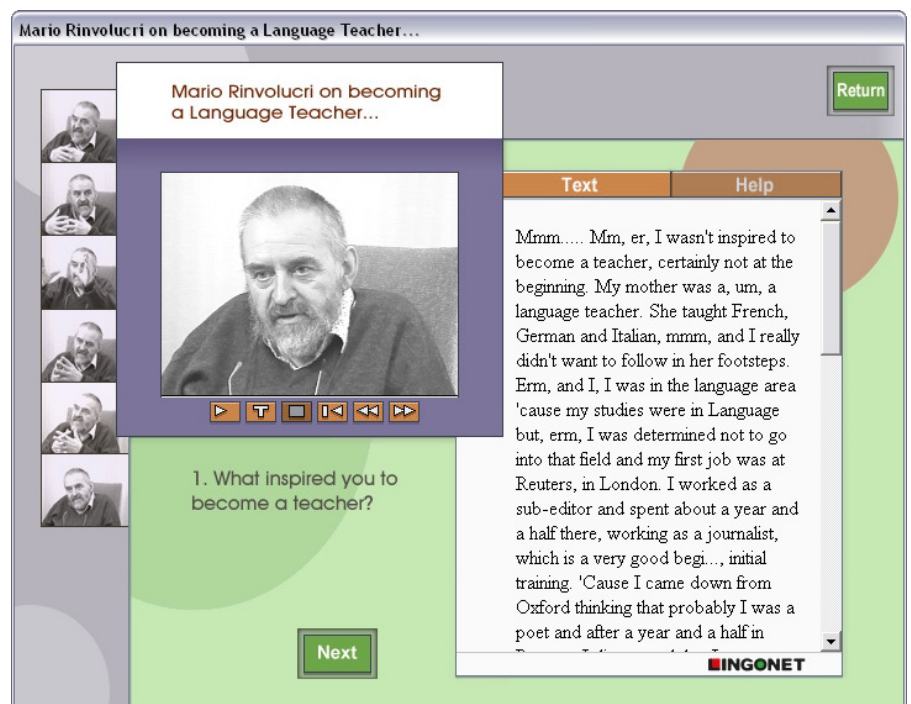 Mario Rinvolucri on becoming a Language Teacher...
Mario Rinvolucri on becoming
a Language Teacher...
Return
Text
Help
Mmm..... Mm, er, I wasn't inspired to
become a teacher, certainly not at the
beginning. My mother was a, um, a
language teacher. She taught French,
German and Italian, mmm, and I really
didn't want to follow in her footsteps.
Erm, and I, I was in the language area
'cause my studies were in Language
but, erm, I was determined not to go
into that field and my first job was at
Reuters, in London. I worked as a
sub-editor and spent about a year and
a half there, working as a journalist,
which is a very good begi..., initial
training. 'Cause I came down from
Oxford thinking that probably I was a
poet and after a year and a half in
1. What inspired you to
become a teacher?
Next
LINGONET